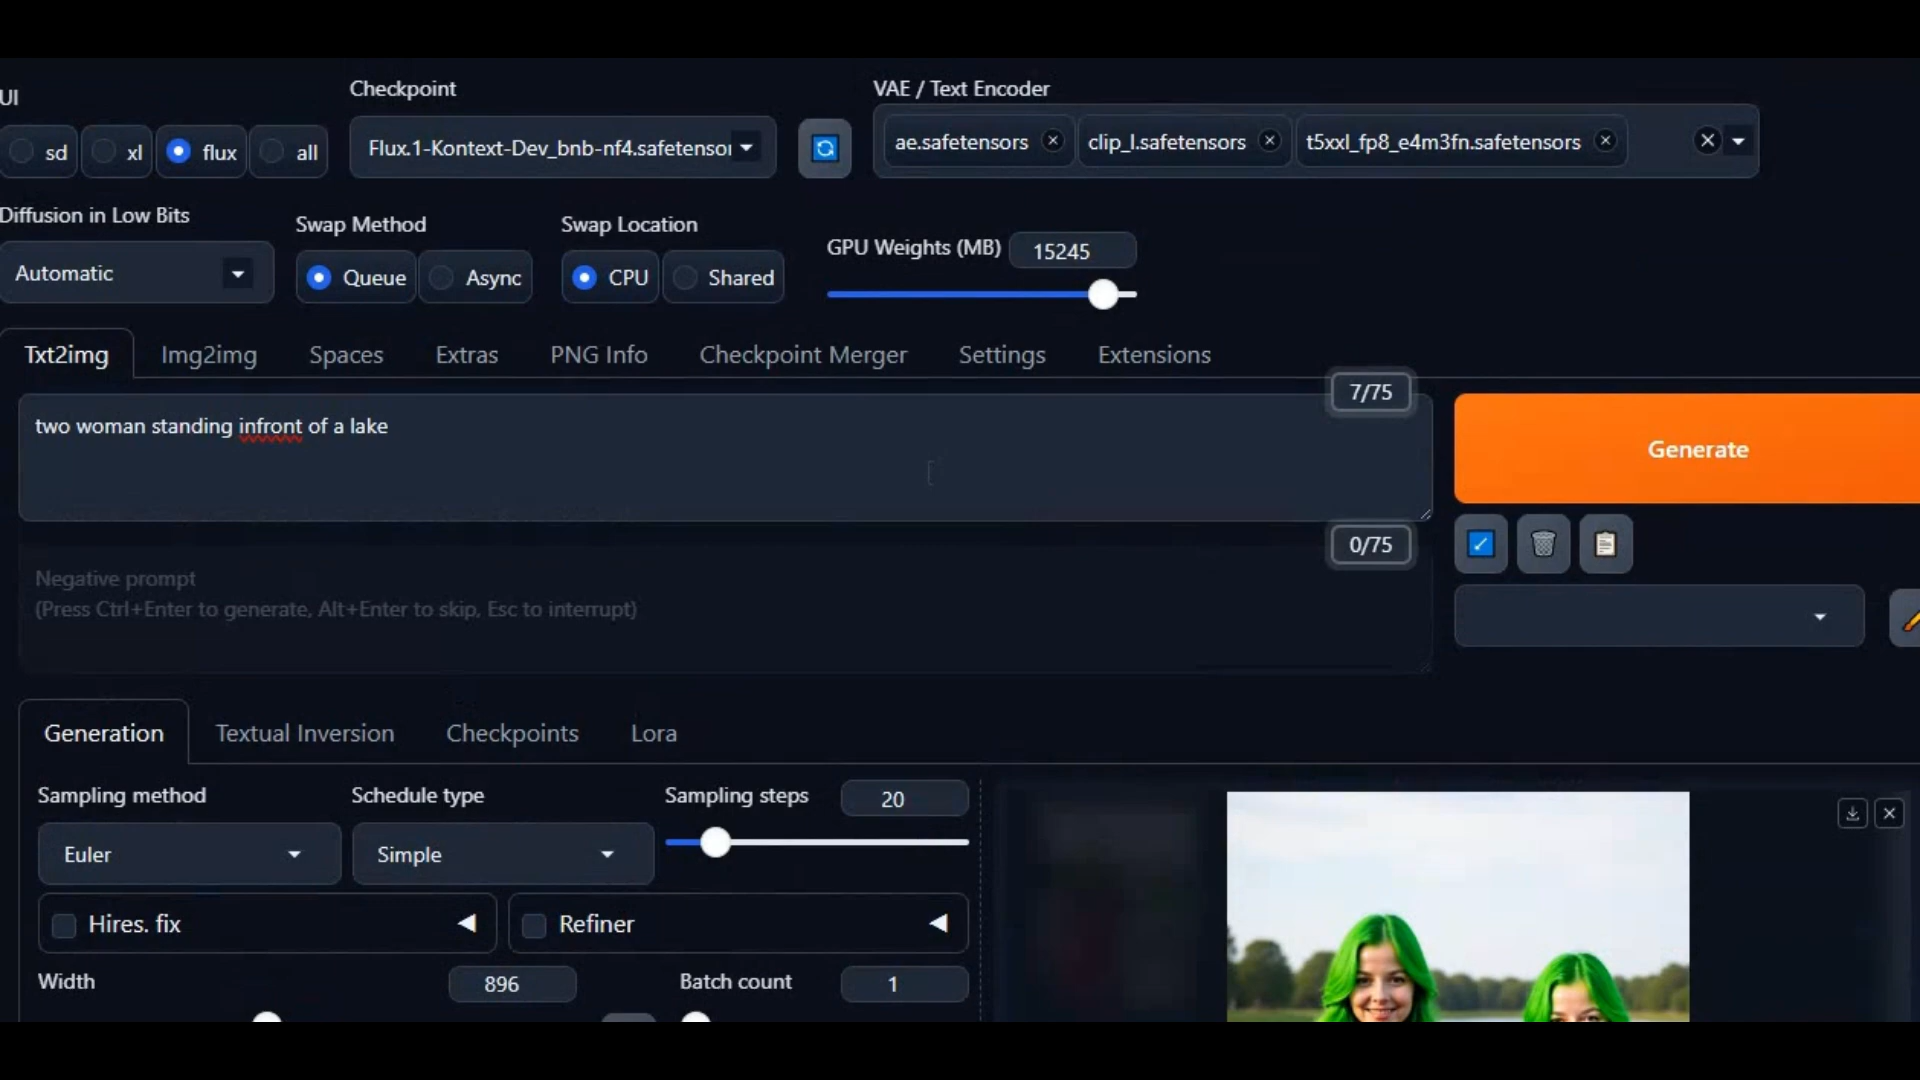 UI
sd xl flux all
Checkpoint
Flux.1-Kontext-Dev_bnb-nf4.safetensor
VAE / Text Encoder
ae.safetensors clip_l.safetensors t5xxl_fp8_e4m3fn.safetensors
Diffusion in Low Bits
Automatic
Swap Method
Queue Async
Swap Location
CPU Shared
GPU Weights (MB) 15245
Txt2img Img2img Spaces Extras PNG Info Checkpoint Merger Settings Extensions
7/75
two woman standing infront of a lake
Generate
0/75
Negative prompt
(Press Ctrl+Enter to generate, Alt+Enter to skip, Esc to interrupt)
Generation Textual Inversion Checkpoints Lora
Sampling method
Euler
Schedule type
Simple
Sampling steps 20
Hires. fix
Refiner
Width 896
Batch count 1